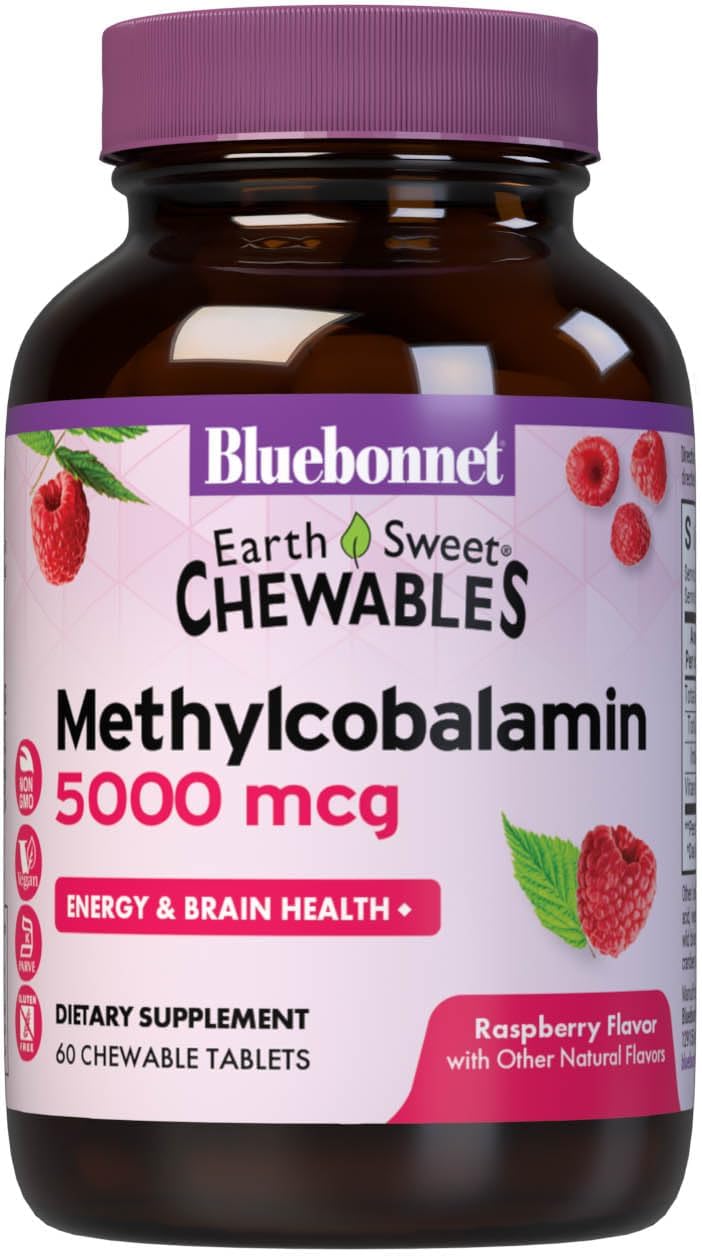 Bluebonnet®
Earth Sweet®
CHEWABLES
Methylcobalamin
5000 mcg
ENERGY & BRAIN HEALTH
NON
GMO
Vegan
PARVE
GLUTEN
FREE
DIETARY SUPPLEMENT
60 CHEWABLE TABLETS
Raspberry Flavor
with Other Natural Flavors